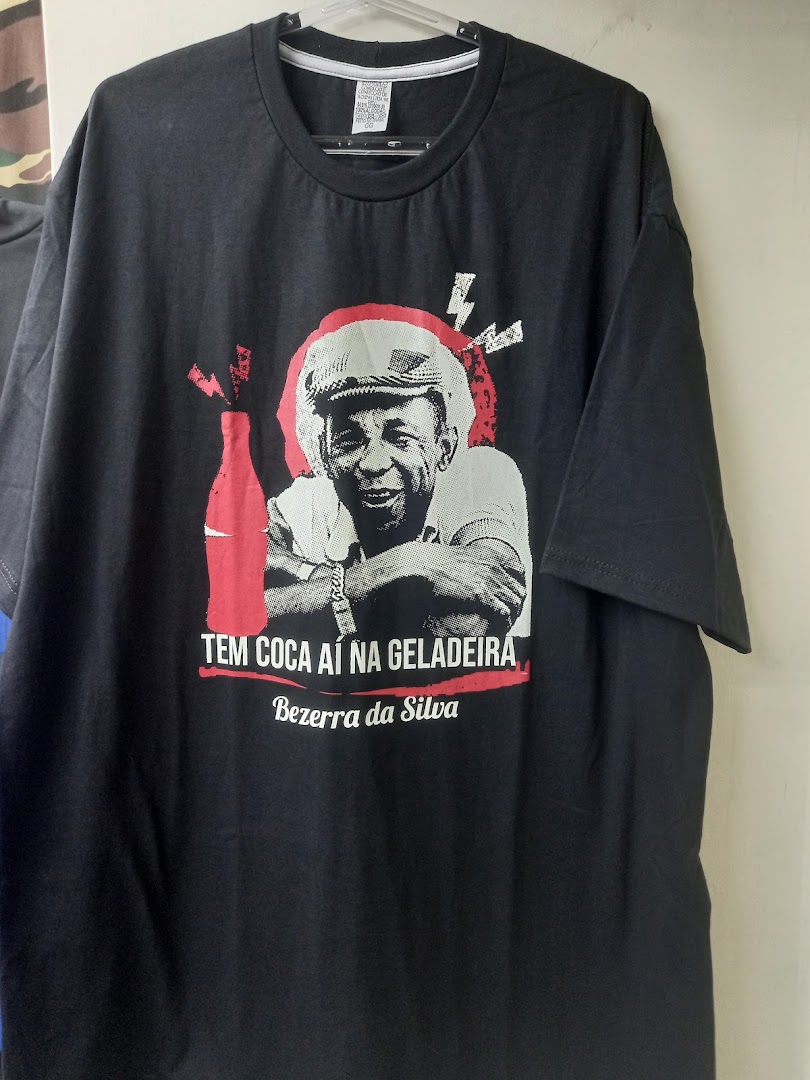 TEM COCA AÍ NA GELADEIRA
Bezerra da Silva